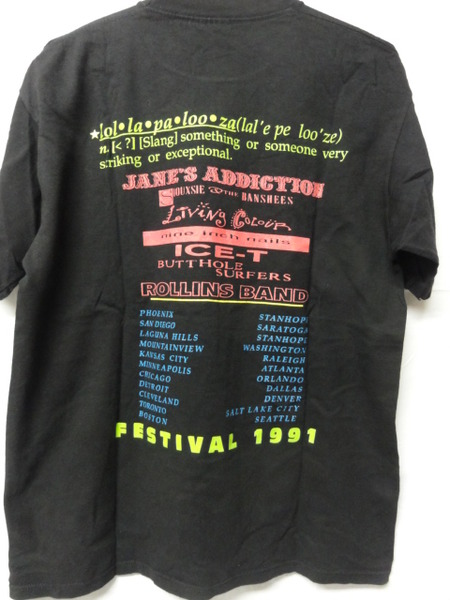 ★lol•la•pa•loo•za(lal'e pe loo'ze)
n. [< ?] [Slang] something or someone very
striking or exceptional.
JANE'S ADDICTION
SIOUXSIE & THE BANSHEES
LIVING COLOUR
nine inch nails
ICE-T
BUTTHOLE
SURFERS
ROLLINS BAND
PHOENIX
SAN DIEGO
LAGUNA HILLS
MOUNTAINVIEW
KANSAS CITY
MINNEAPOLIS
CHICAGO
DETROIT
CLEVELAND
TORONTO
BOSTON
STANHOPE
SARATOGA
STANHOPE
WASHINGTON
RALEIGH
ATLANTA
ORLANDO
DALLAS
DENVER
SALT LAKE CITY
SEATTLE
FESTIVAL 1991